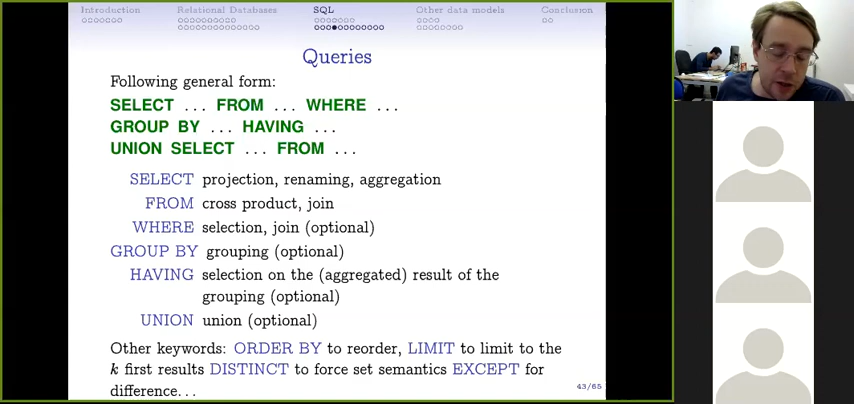 Introduction Relational Databases SQL Other data models Conclusion
Queries
Following general form:
SELECT ... FROM ... WHERE ...
GROUP BY ... HAVING ...
UNION SELECT ... FROM ...
SELECT projection, renaming, aggregation
FROM cross product, join
WHERE selection, join (optional)
GROUP BY grouping (optional)
HAVING selection on the (aggregated) result of the
grouping (optional)
UNION union (optional)
Other keywords: ORDER BY to reorder, LIMIT to limit to the
k first results DISTINCT to force set semantics EXCEPT for
difference...
43/65